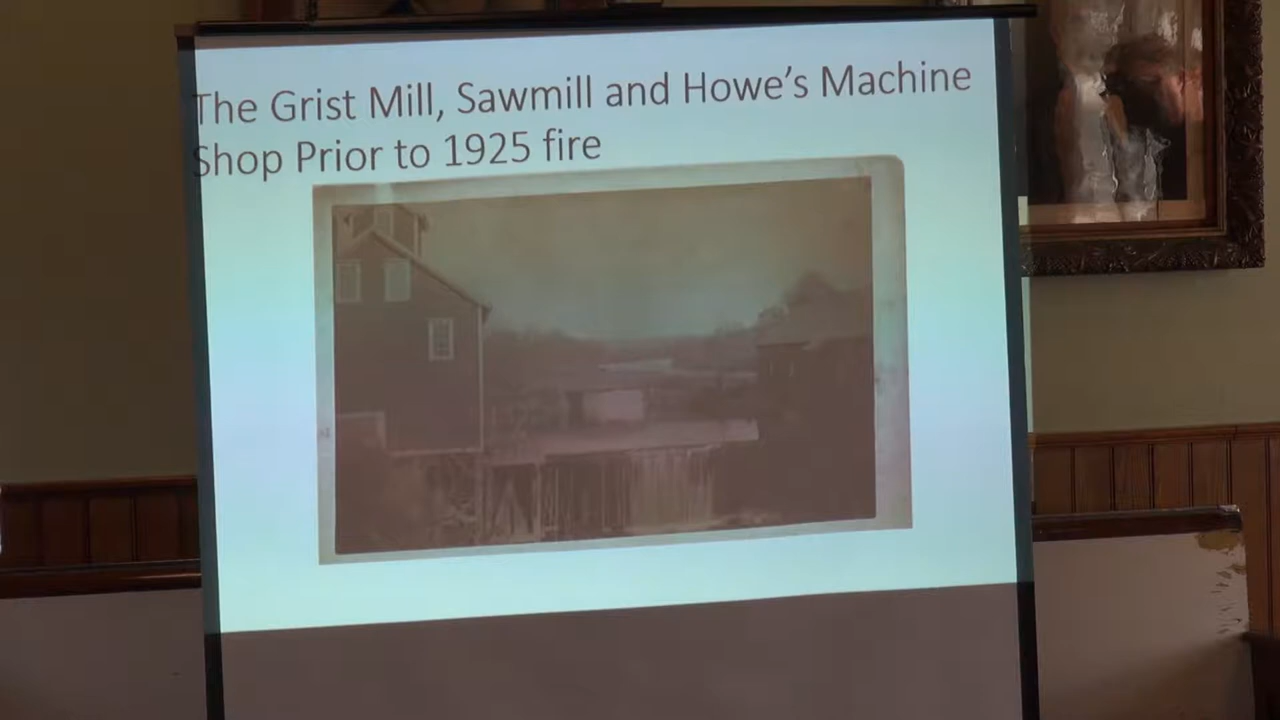 The Grist Mill, Sawmill and Howe's Machine
Shop Prior to 1925 fire